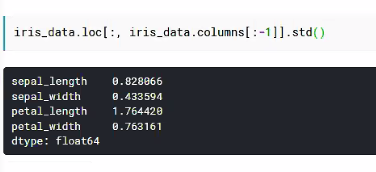 iris_data.loc[:, iris_data.columns[:-1]].std()
sepal_length    0.828066
sepal_width     0.433594
petal_length    1.764420
petal_width     0.763161
dtype: float64